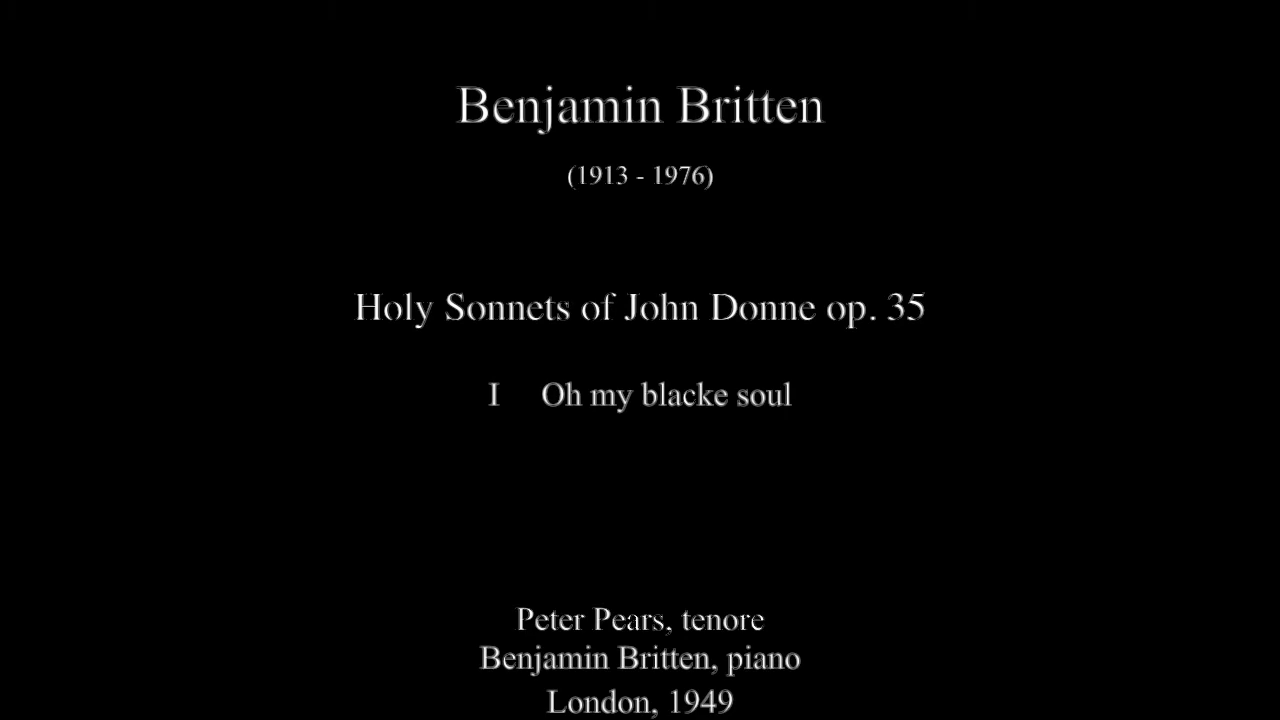 Benjamin Britten
(1913 - 1976)
Holy Sonnets of John Donne op. 35
I Oh my blacke soul
Peter Pears, tenore
Benjamin Britten, piano
London, 1949